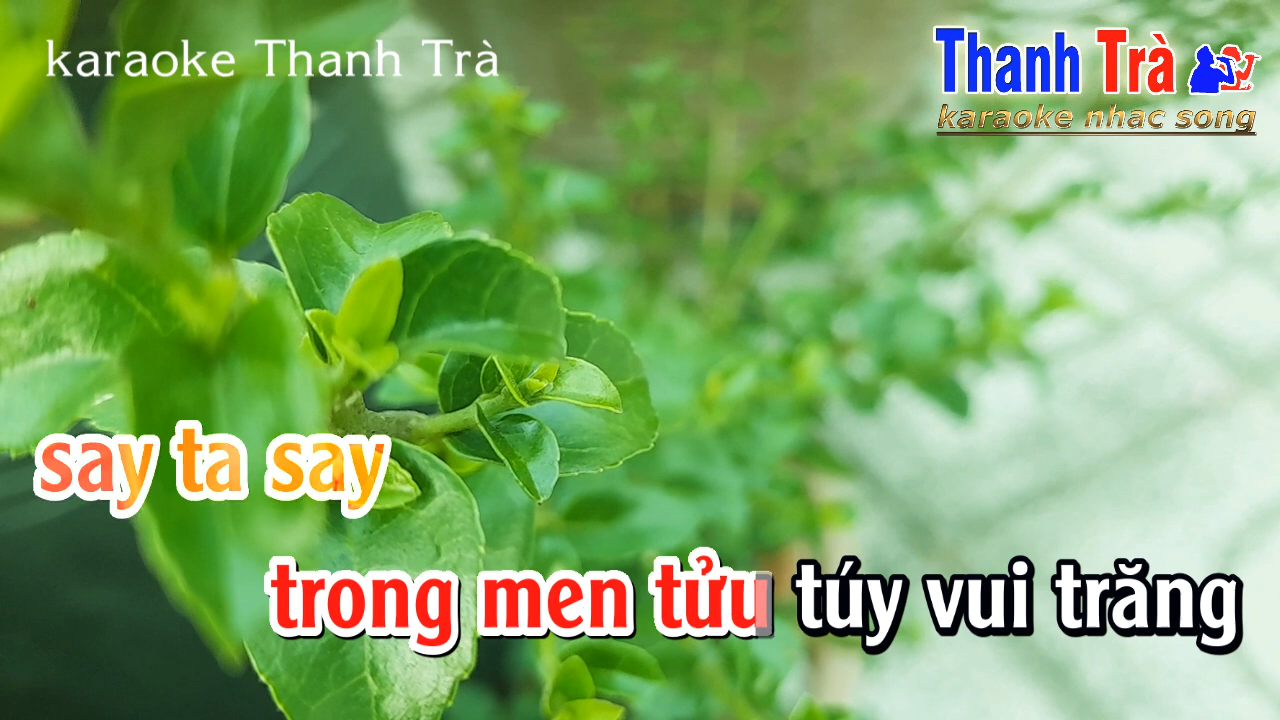 karaoke Thanh Trà
Thanh Trà
karaoke nhac song
say ta say
trong men tửu túy vui trăng